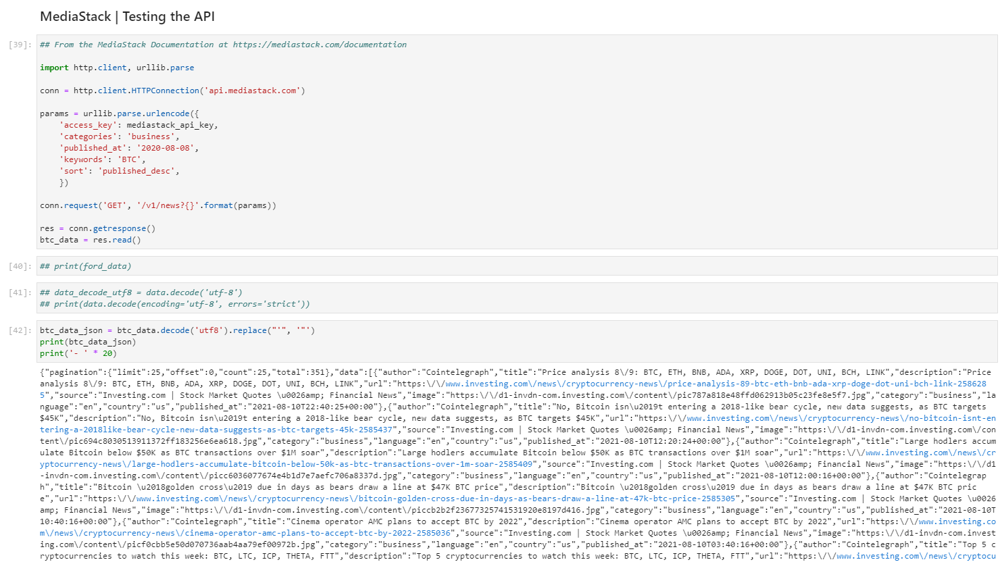 MediaStack | Testing the API
[39]: ## From the MediaStack Documentation at https://mediastack.com/documentation
import http.client, urllib.parse
conn = http.client.HTTPConnection('api.mediastack.com')
params = urllib.parse.urlencode({
    'access_key': mediastack_api_key,
    'categories': 'business',
    'published_at': '2020-08-08',
    'keywords': 'BTC',
    'sort': 'published_desc',
    })
conn.request('GET', '/v1/news?{}'.format(params))
res = conn.getresponse()
btc_data = res.read()
[40]: ## print(ford_data)
[41]: ## data_decode_utf8 = data.decode('utf-8')
## print(data.decode(encoding='utf-8', errors='strict'))
[42]: btc_data_json = btc_data.decode('utf8').replace("'", '"')
print(btc_data_json)
print('- ' * 20)
{"pagination":{"limit":25,"offset":0,"count":25,"total":351},"data":[{"author":"Cointelegraph","title":"Price analysis 8\/9: BTC, ETH, BNB, ADA, XRP, DOGE, DOT, UNI, BCH, LINK","description":"Price
analysis 8\/9: BTC, ETH, BNB, ADA, XRP, DOGE, DOT, UNI, BCH, LINK","url":"https:\/\/www.investing.com\/news\/cryptocurrency-news\/price-analysis-89-btc-eth-bnb-ada-xrp-doge-dot-uni-bch-link-258628
5","source":"Investing.com | Stock Market Quotes \u0026amp; Financial News","image":"https:\/\/d1-invdn-com.investing.com\/content\/pic787a818e48ffd062913b05c23fe8e5f7.jpg","category":"business","la
nguage":"en","country":"us","published_at":"2021-08-10T22:40:25+00:00"},{"author":"Cointelegraph","title":"No, Bitcoin isn\u2019t entering a 2018-like bear cycle, new data suggests, as BTC targets
$45K","description":"No, Bitcoin isn\u2019t entering a 2018-like bear cycle, new data suggests, as BTC targets $45K","url":"https:\/\/www.investing.com\/news\/cryptocurrency-news\/no-bitcoin-isnt-en
tering-a-2018like-bear-cycle-new-data-suggests-as-btc-targets-45k-2585437","source":"Investing.com | Stock Market Quotes \u0026amp; Financial News","image":"https:\/\/d1-invdn-com.investing.com\/con
tent\/pic694c8030513911372ff183256e6ea618.jpg","category":"business","language":"en","country":"us","published_at":"2021-08-10T12:20:24+00:00"},{"author":"Cointelegraph","title":"Large hodlers accum
ulate Bitcoin below $50K as BTC transactions over $1M soar","description":"Large hodlers accumulate Bitcoin below $50K as BTC transactions over $1M soar","url":"https:\/\/www.investing.com\/news\/cr
yptocurrency-news\/large-hodlers-accumulate-bitcoin-below-50k-as-btc-transactions-over-1m-soar-2585409","source":"Investing.com | Stock Market Quotes \u0026amp; Financial News","image":"https:\/\/d1
-invdn-com.investing.com\/content\/picc6036077674e4b1d7e7aefc706a8337d.jpg","category":"business","language":"en","country":"us","published_at":"2021-08-10T12:00:16+00:00"},{"author":"Cointelegrap
h","title":"Bitcoin \u2018golden cross\u2019 due in days as bears draw a line at $47K BTC price","description":"Bitcoin \u2018golden cross\u2019 due in days as bears draw a line at $47K BTC pric
e","url":"https:\/\/www.investing.com\/news\/cryptocurrency-news\/bitcoin-golden-cross-due-in-days-as-bears-draw-a-line-at-47k-btc-price-2585305","source":"Investing.com | Stock Market Quotes \u0026
amp; Financial News","image":"https:\/\/d1-invdn-com.investing.com\/content\/piccb2b2f23677325741531920e8197d416.jpg","category":"business","language":"en","country":"us","published_at":"2021-08-10T
10:40:16+00:00"},{"author":"Cointelegraph","title":"Cinema operator AMC plans to accept BTC by 2022","description":"Cinema operator AMC plans to accept BTC by 2022","url":"https:\/\/www.investing.co
m\/news\/cryptocurrency-news\/cinema-operator-amc-plans-to-accept-btc-by-2022-2585036","source":"Investing.com | Stock Market Quotes \u0026amp; Financial News","image":"https:\/\/d1-invdn-com.invest
ing.com\/content\/picf0cbb5e50d070736aab4aa79ef00972b.jpg","category":"business","language":"en","country":"us","published_at":"2021-08-10T03:40:16+00:00"},{"author":"Cointelegraph","title":"Top 5 c
ryptocurrencies to watch this week: BTC, LTC, ICP, THETA, FTT","description":"Top 5 cryptocurrencies to watch this week: BTC, LTC, ICP, THETA, FTT","url":"https:\/\/www.investing.com\/news\/cryptocu